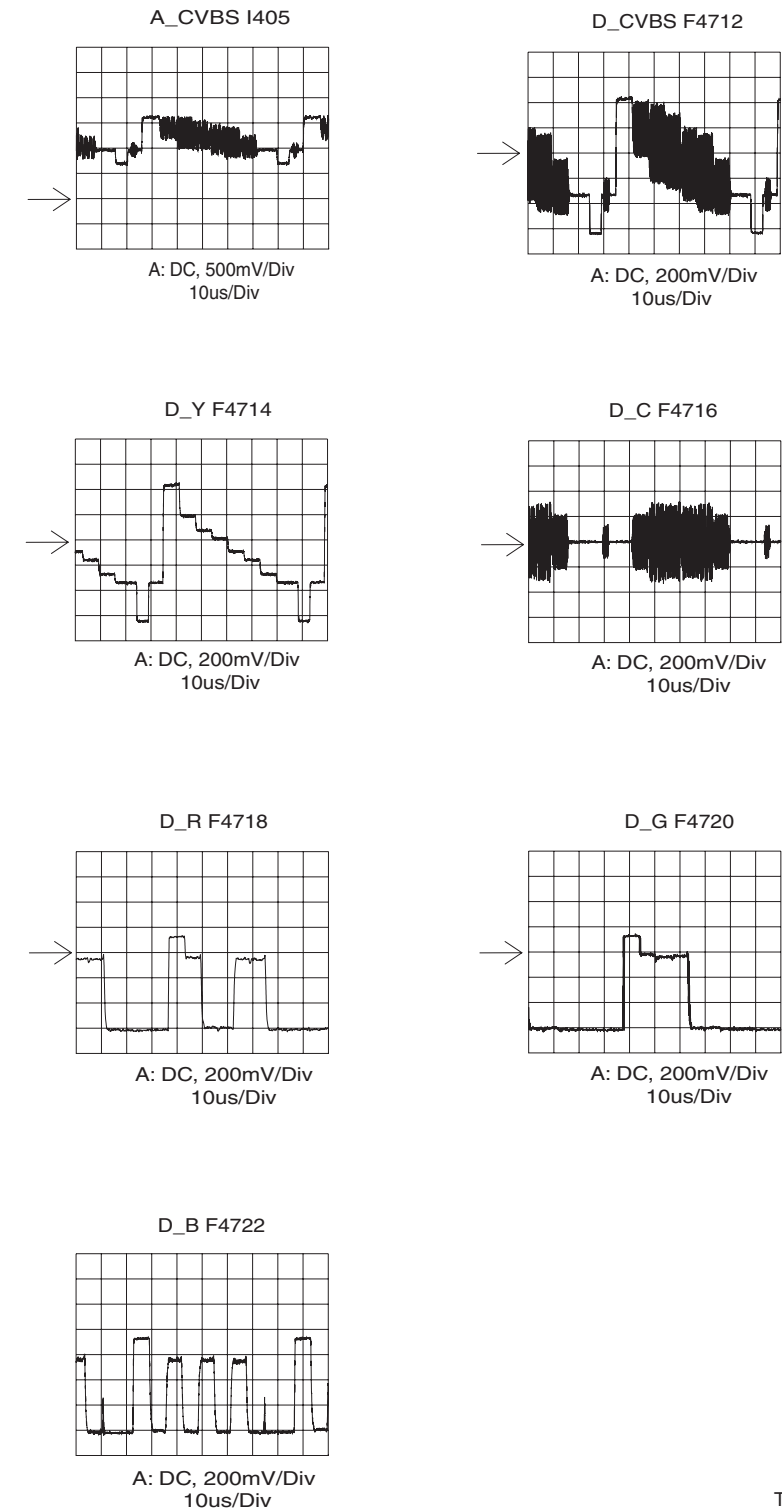 A_CVBS I405
A: DC, 500mV/Div
10us/Div
D_CVBS F4712
A: DC, 200mV/Div
10us/Div
D_Y F4714
A: DC, 200mV/Div
10us/Div
D_C F4716
A: DC, 200mV/Div
10us/Div
D_R F4718
A: DC, 200mV/Div
10us/Div
D_G F4720
A: DC, 200mV/Div
10us/Div
D_B F4722
A: DC, 200mV/Div
10us/Div
T